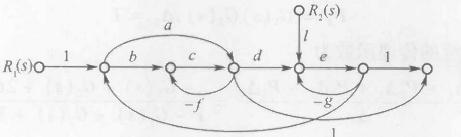 a
R₂(s)
l
R₁(s) 1 b c d e 1
-f -g
1